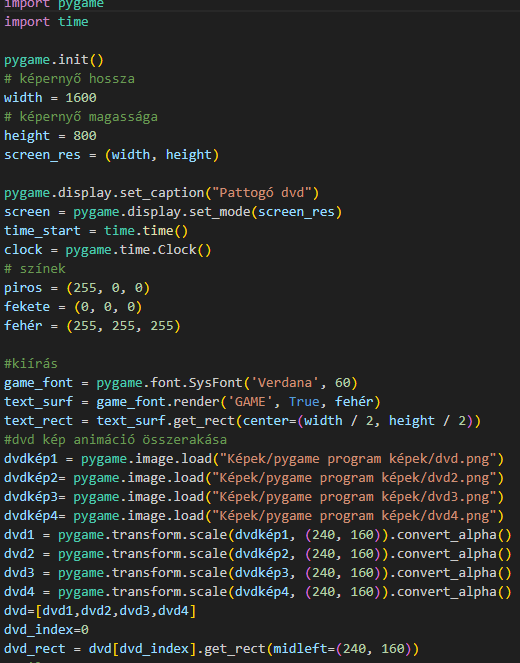 import pygame
import time
pygame.init()
# képernyő hossza
width = 1600
# képernyő magassága
height = 800
screen_res = (width, height)
pygame.display.set_caption("Pattogó dvd")
screen = pygame.display.set_mode(screen_res)
time_start = time.time()
clock = pygame.time.Clock()
# színek
piros = (255, 0, 0)
fekete = (0, 0, 0)
fehér = (255, 255, 255)
#kiírás
game_font = pygame.font.SysFont('Verdana', 60)
text_surf = game_font.render('GAME', True, fehér)
text_rect = text_surf.get_rect(center=(width / 2, height / 2))
#dvd kép animáció összerakása
dvdkép1 = pygame.image.load("Képek/pygame program képek/dvd.png")
dvdkép2= pygame.image.load("Képek/pygame program képek/dvd2.png")
dvdkép3= pygame.image.load("Képek/pygame program képek/dvd3.png")
dvdkép4= pygame.image.load("Képek/pygame program képek/dvd4.png")
dvd1 = pygame.transform.scale(dvdkép1, (240, 160)).convert_alpha()
dvd2 = pygame.transform.scale(dvdkép2, (240, 160)).convert_alpha()
dvd3 = pygame.transform.scale(dvdkép3, (240, 160)).convert_alpha()
dvd4 = pygame.transform.scale(dvdkép4, (240, 160)).convert_alpha()
dvd=[dvd1,dvd2,dvd3,dvd4]
dvd_index=0
dvd_rect = dvd[dvd_index].get_rect(midleft=(240, 160))